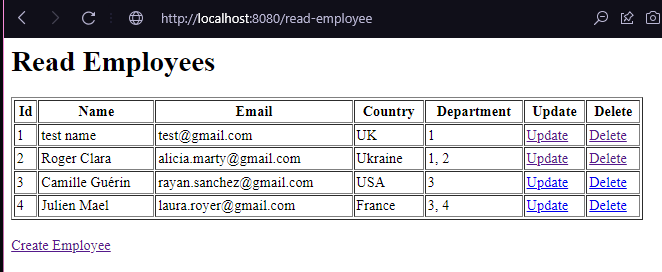 http://localhost:8080/read-employee
Read Employees
Id Name Email Country Department Update Delete
1 test name test@gmail.com UK 1 Update Delete
2 Roger Clara alicia.marty@gmail.com Ukraine 1, 2 Update Delete
3 Camille Guérin rayan.sanchez@gmail.com USA 3 Update Delete
4 Julien Mael laura.royer@gmail.com France 3, 4 Update Delete
Create Employee